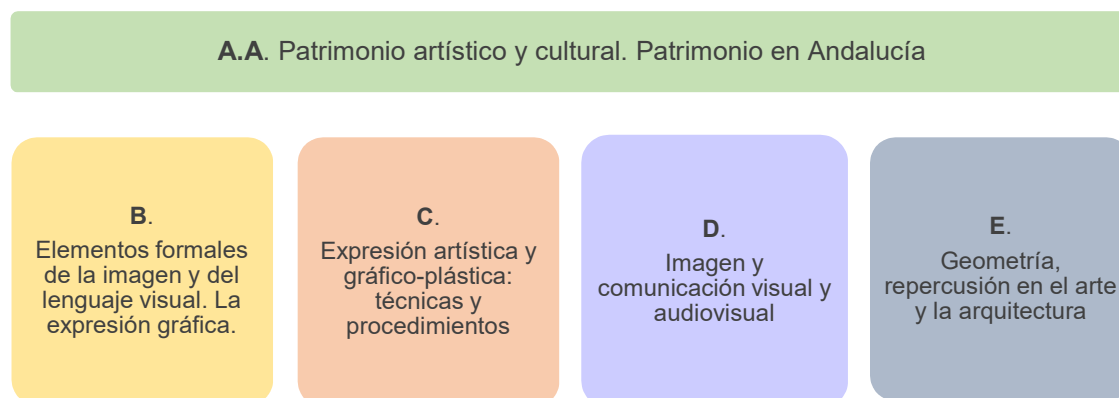 A.A. Patrimonio artístico y cultural. Patrimonio en Andalucía
B.
Elementos formales
de la imagen y del
lenguaje visual. La
expresión gráfica.
C.
Expresión artística y
gráfico-plástica:
técnicas y
procedimientos
D.
Imagen y
comunicación visual y
audiovisual
E.
Geometría,
repercusión en el arte
y la arquitectura